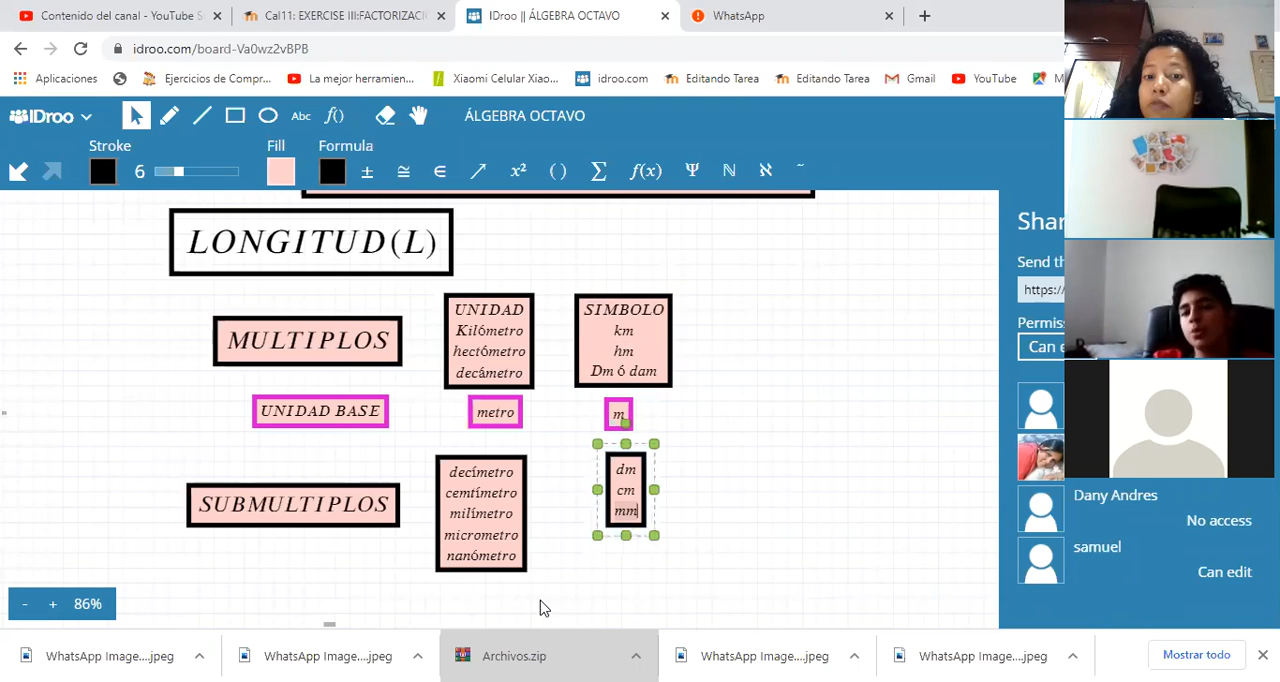 Contenido del canal - YouTube S
Cal11: EXERCISE III:FACTORIZACI
IDroo || ÁLGEBRA OCTAVO
WhatsApp
idroo.com/board-Va0wz2vBPB
Aplicaciones
Ejercicios de Compr...
La mejor herramien...
Xiaomi Celular Xiao...
idroo.com
Editando Tarea
Editando Tarea
Gmail
YouTube
M
IDroo
Abc
f()
ÁLGEBRA OCTAVO
Stroke
Fill
Formula
6
± ≅ ∈ x² ( ) ∑ f(x) Ψ ℕ ℵ ~
LONGITUD(L)
MULTIPLOS
UNIDAD
Kilómetro
hectómetro
decámetro
SIMBOLO
km
hm
Dm ó dam
UNIDAD BASE
metro
m
SUBMULTIPLOS
decímetro
cemtímetro
milímetro
micrometro
nanómetro
dm
cm
mm
Shar
Send th
https:/
Permis
Can e
Dany Andres
No access
samuel
Can edit
- + 86%
WhatsApp Image....jpeg
WhatsApp Image....jpeg
Archivos.zip
WhatsApp Image....jpeg
WhatsApp Image....jpeg
Mostrar todo